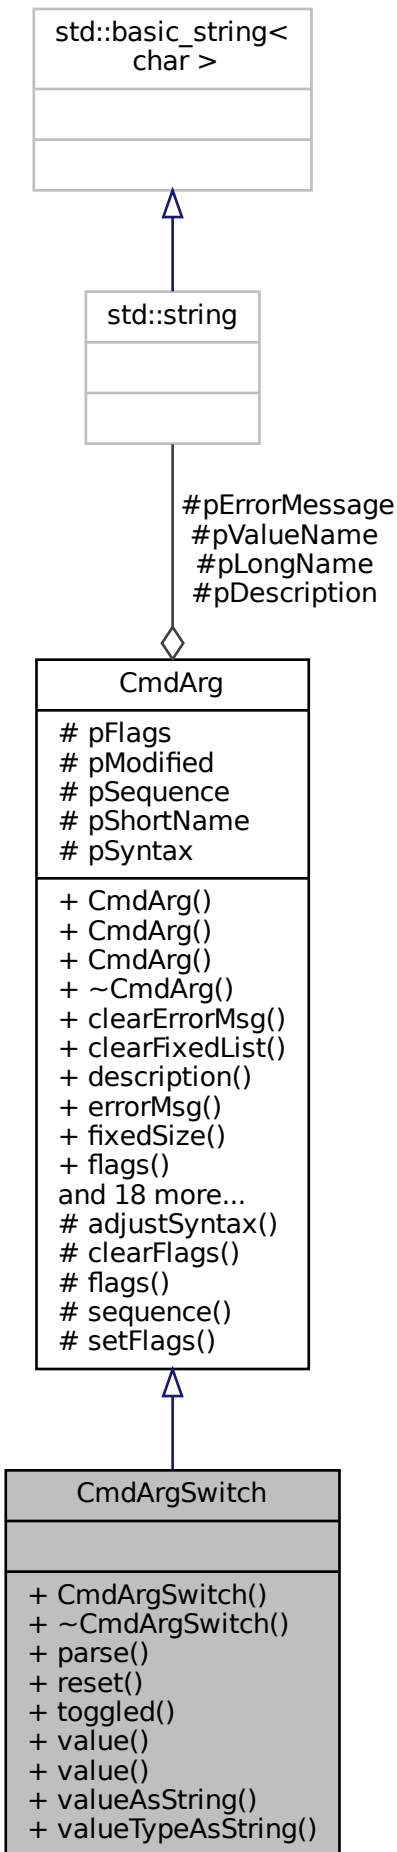 std::basic_string<
char >
std::string
#pErrorMessage
#pValueName
#pLongName
#pDescription
CmdArg
# pFlags
# pModified
# pSequence
# pShortName
# pSyntax
+ CmdArg()
+ CmdArg()
+ CmdArg()
+ ~CmdArg()
+ clearErrorMsg()
+ clearFixedList()
+ description()
+ errorMsg()
+ fixedSize()
+ flags()
and 18 more...
# adjustSyntax()
# clearFlags()
# flags()
# sequence()
# setFlags()
CmdArgSwitch
+ CmdArgSwitch()
+ ~CmdArgSwitch()
+ parse()
+ reset()
+ toggled()
+ value()
+ value()
+ valueAsString()
+ valueTypeAsString()